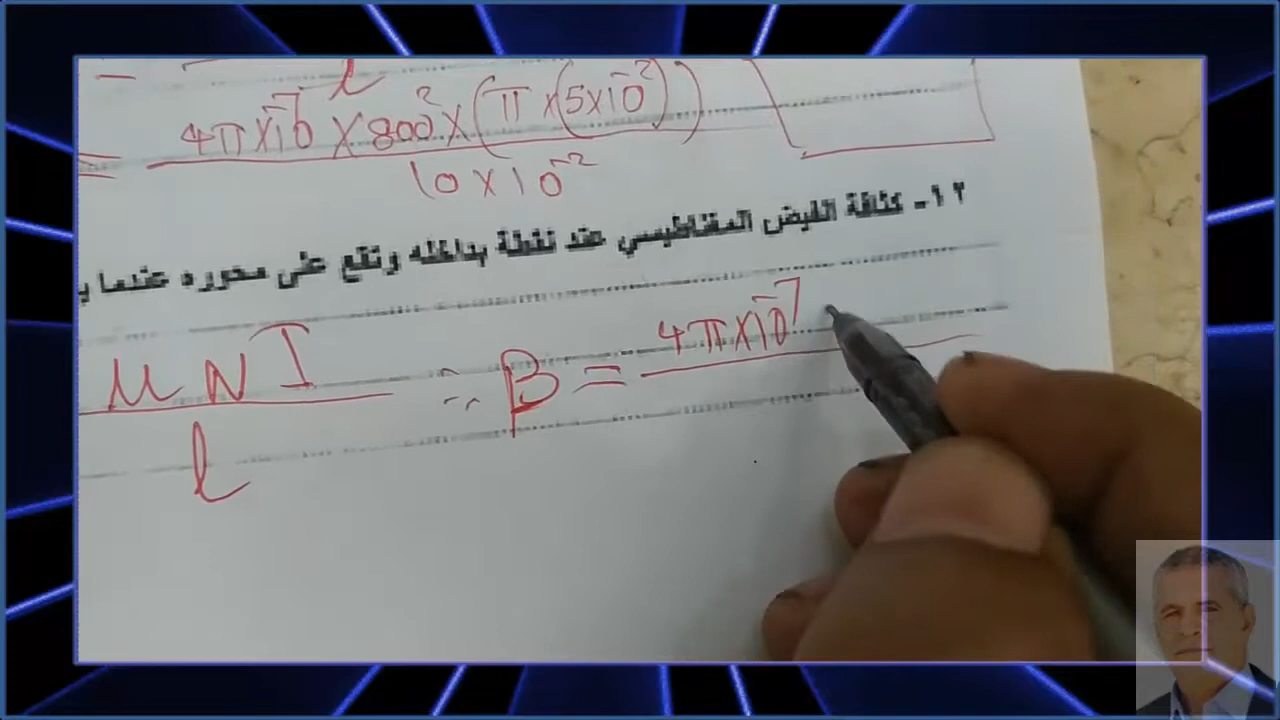 l
= 4π×10⁻⁷ × 800² × (π × (5×10⁻²)²) / 10×10⁻²
١٢- كثافة الفيض المغناطيسي عند نقطة بداخله وتقع على محوره عندما
μNI / l ∴ B = 4π×10⁻⁷